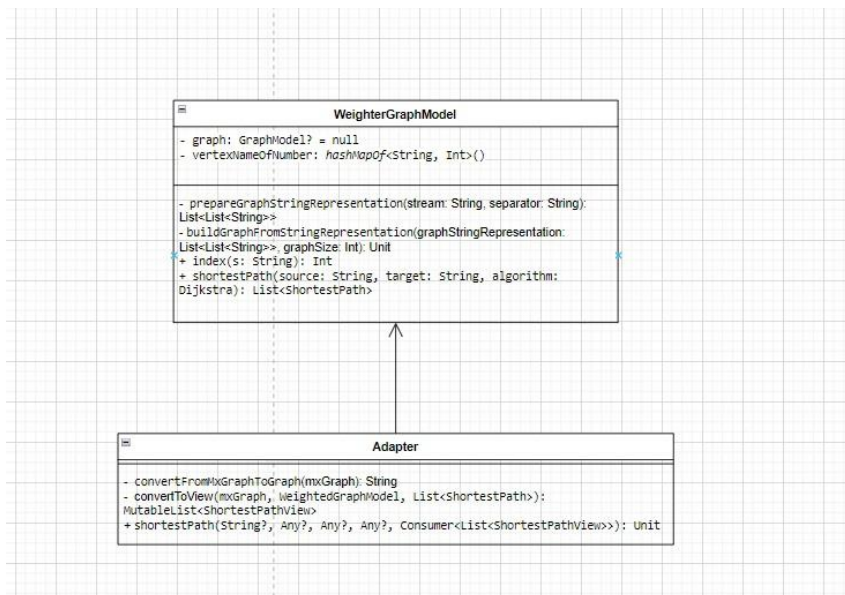 WeighterGraphModel
- graph: GraphModel? = null
- vertexNameOfNumber: hashMapOf<String, Int>()
- prepareGraphStringRepresentation(stream: String, separator: String):
List<List<String>>
- buildGraphFromStringRepresentation(graphStringRepresentation:
List<List<String>>, graphSize: Int): Unit
+ index(s: String): Int
+ shortestPath(source: String, target: String, algorithm:
Dijkstra): List<ShortestPath>
Adapter
- convertFromMxGraphToGraph(mxGraph): String
- convertToView(mxGraph, WeightedGraphModel, List<ShortestPath>):
MutableList<ShortestPathView>
+ shortestPath(String?, Any?, Any?, Any?, Consumer<List<ShortestPathView>>): Unit